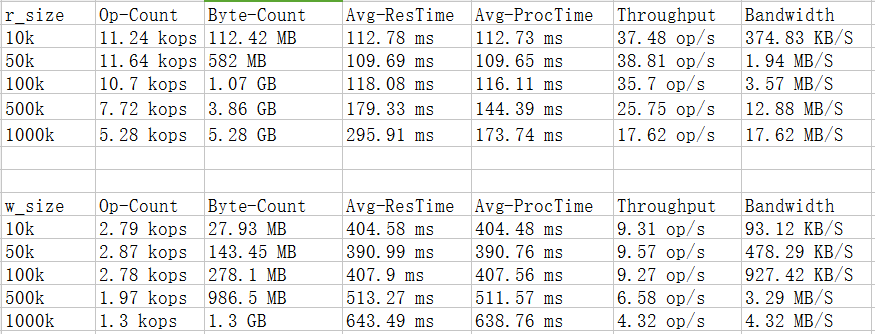 r_size Op-Count Byte-Count Avg-ResTime Avg-ProcTime Throughput Bandwidth
10k 11.24 kops 112.42 MB 112.78 ms 112.73 ms 37.48 op/s 374.83 KB/S
50k 11.64 kops 582 MB 109.69 ms 109.65 ms 38.81 op/s 1.94 MB/S
100k 10.7 kops 1.07 GB 118.08 ms 116.11 ms 35.7 op/s 3.57 MB/S
500k 7.72 kops 3.86 GB 179.33 ms 144.39 ms 25.75 op/s 12.88 MB/S
1000k 5.28 kops 5.28 GB 295.91 ms 173.74 ms 17.62 op/s 17.62 MB/S
w_size Op-Count Byte-Count Avg-ResTime Avg-ProcTime Throughput Bandwidth
10k 2.79 kops 27.93 MB 404.58 ms 404.48 ms 9.31 op/s 93.12 KB/S
50k 2.87 kops 143.45 MB 390.99 ms 390.76 ms 9.57 op/s 478.29 KB/S
100k 2.78 kops 278.1 MB 407.9 ms 407.56 ms 9.27 op/s 927.42 KB/S
500k 1.97 kops 986.5 MB 513.27 ms 511.57 ms 6.58 op/s 3.29 MB/S
1000k 1.3 kops 1.3 GB 643.49 ms 638.76 ms 4.32 op/s 4.32 MB/S